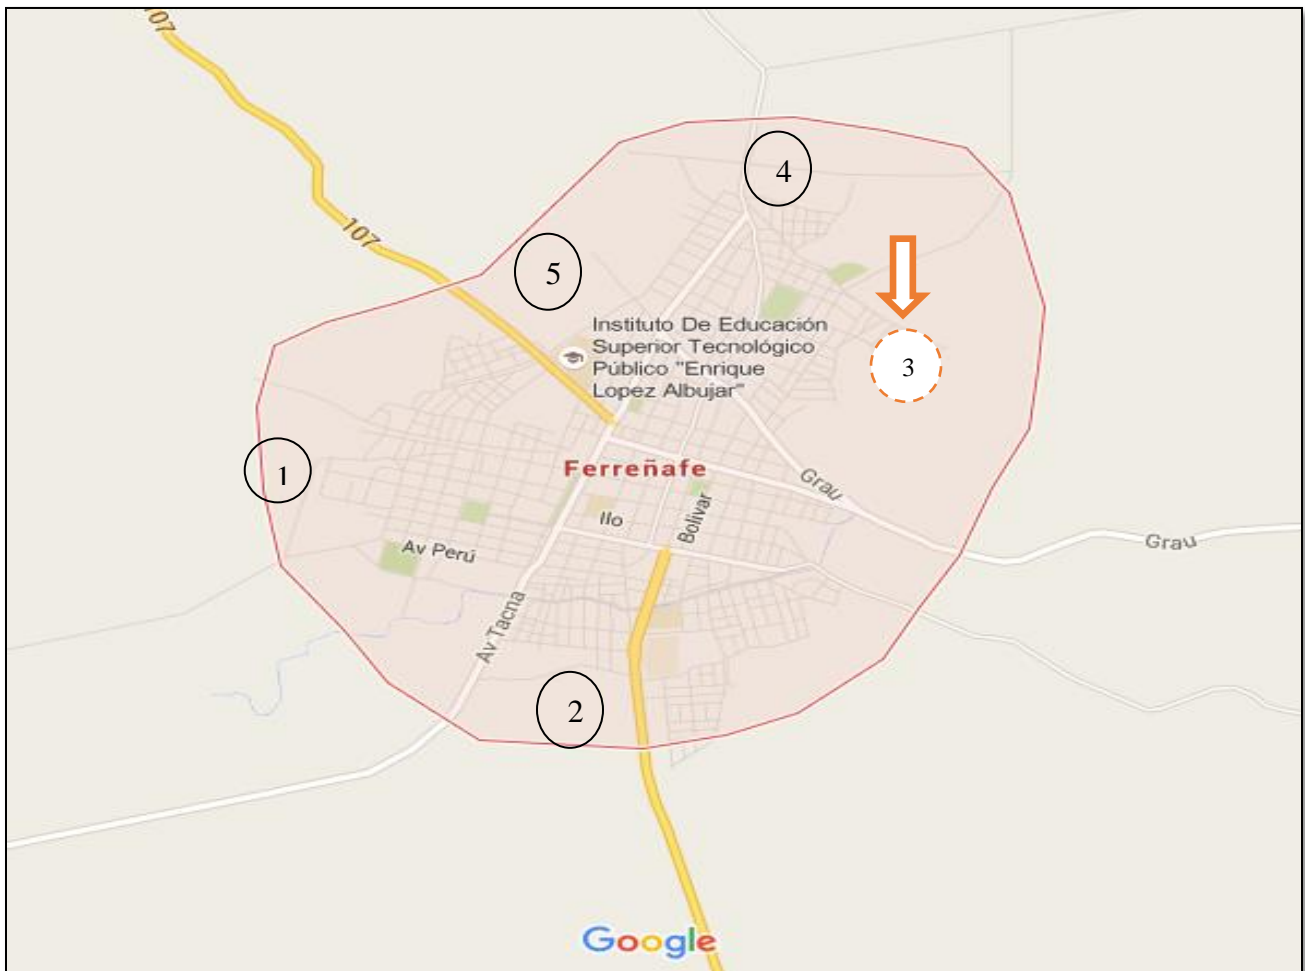 107
4
107
5
Instituto De Educación
Superior Tecnológico
Público "Enrique
Lopez Albujar"
3
Ferreñafe
1
Grau
Ilo
Bolívar
Grau
Av Perú
Av Tacna
2
Google